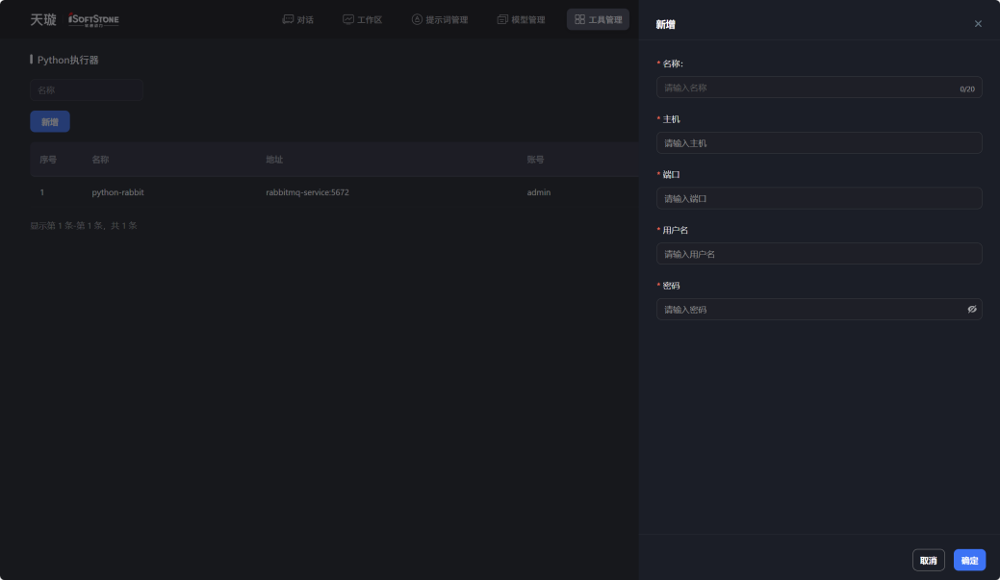 天璇 iSOFTSTONE
对话 工作区 提示词管理 模型管理 工具管理
Python执行器
名称
新增
序号 名称 地址 账号
1 python-rabbit rabbitmq-service:5672 admin
显示第 1 条-第 1 条，共 1 条
新增
* 名称:
请输入名称 0/20
* 主机
请输入主机
* 端口
请输入端口
* 用户名
请输入用户名
* 密码
请输入密码
取消 确定